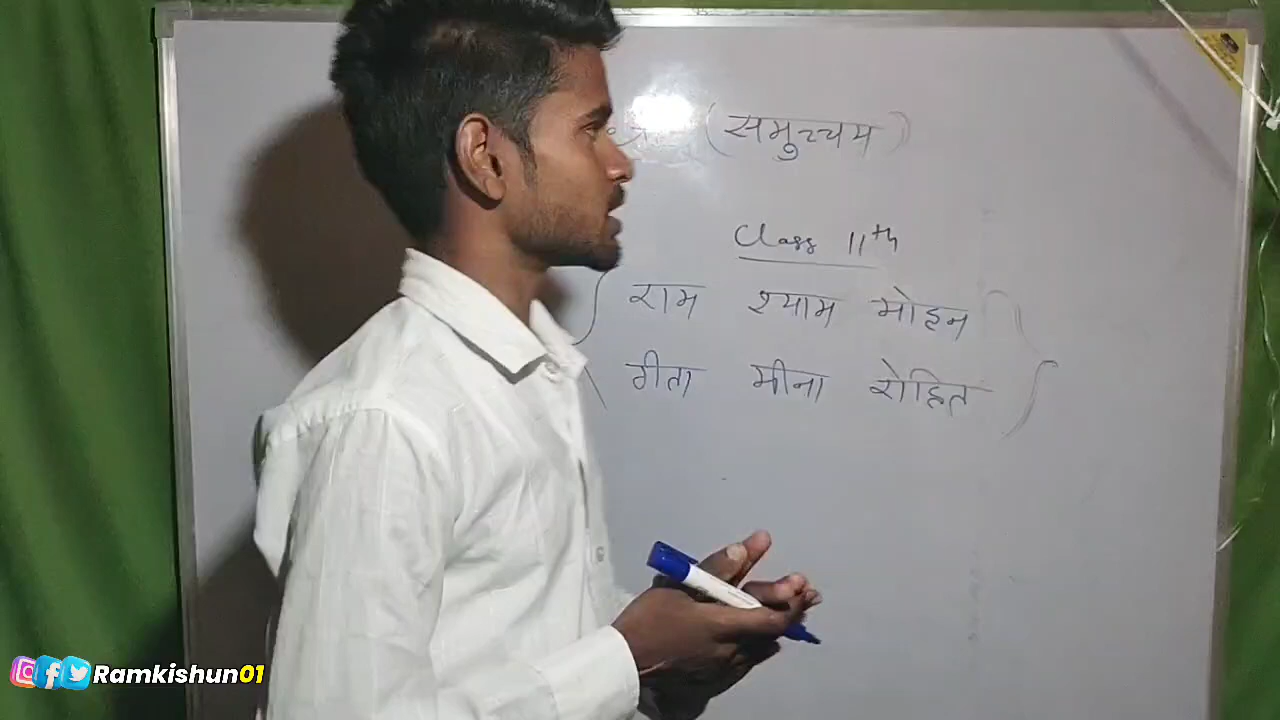 (समुच्चय)
Class 11th
राम श्याम मोहन
गीता मीना रोहित
Ramkishun01